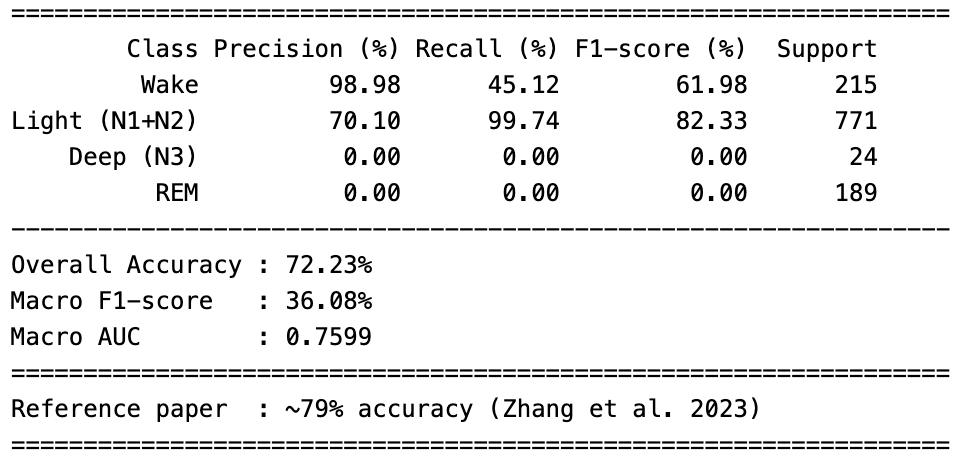 =================================================================
Class Precision (%) Recall (%) F1-score (%) Support
Wake 98.98 45.12 61.98 215
Light (N1+N2) 70.10 99.74 82.33 771
Deep (N3) 0.00 0.00 0.00 24
REM 0.00 0.00 0.00 189
-----------------------------------------------------------------
Overall Accuracy : 72.23%
Macro F1-score : 36.08%
Macro AUC : 0.7599
=================================================================
Reference paper : ~79% accuracy (Zhang et al. 2023)
=================================================================